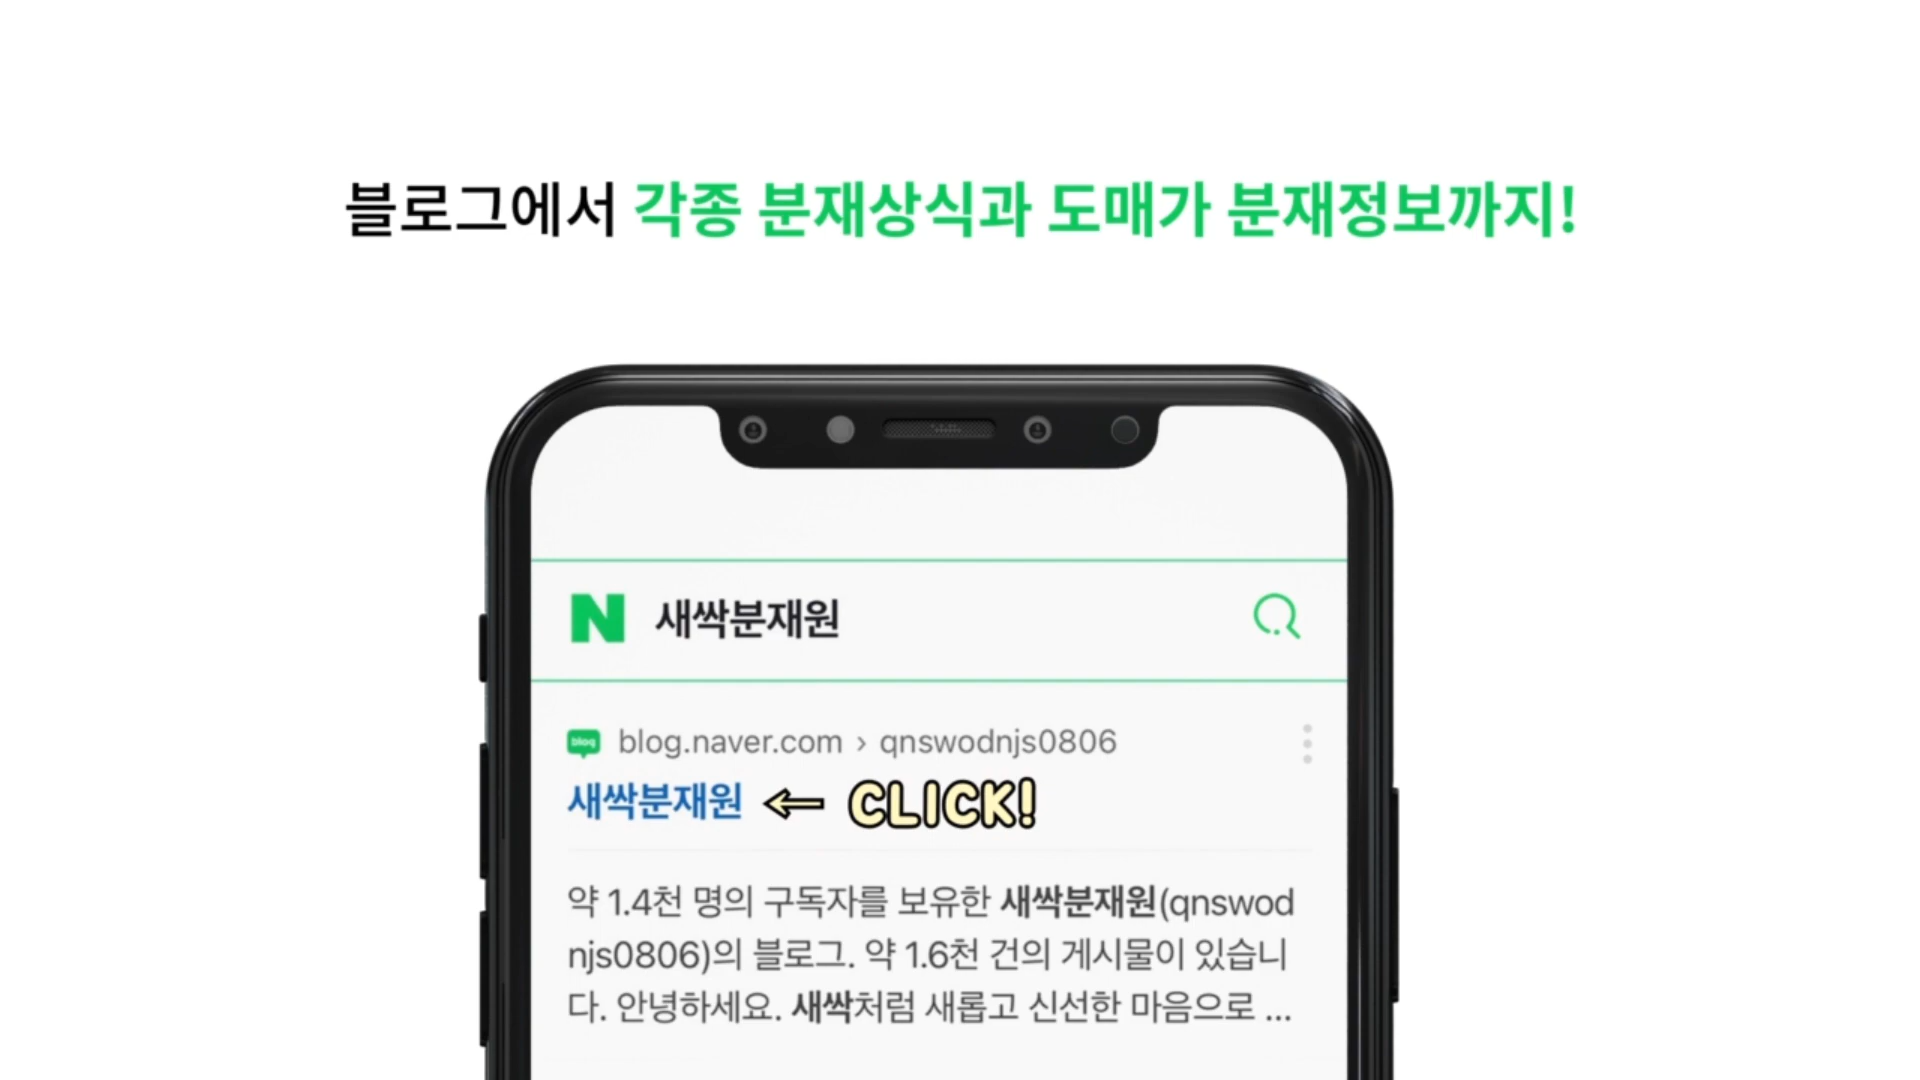 블로그에서 각종 분재상식과 도매가 분재정보까지!
N 새싹분재원
blog blog.naver.com › qnswodnjs0806
새싹분재원 ← CLICK!
약 1.4천 명의 구독자를 보유한 새싹분재원(qnswod
njs0806)의 블로그. 약 1.6천 건의 게시물이 있습니
다. 안녕하세요. 새싹처럼 새롭고 신선한 마음으로 ...